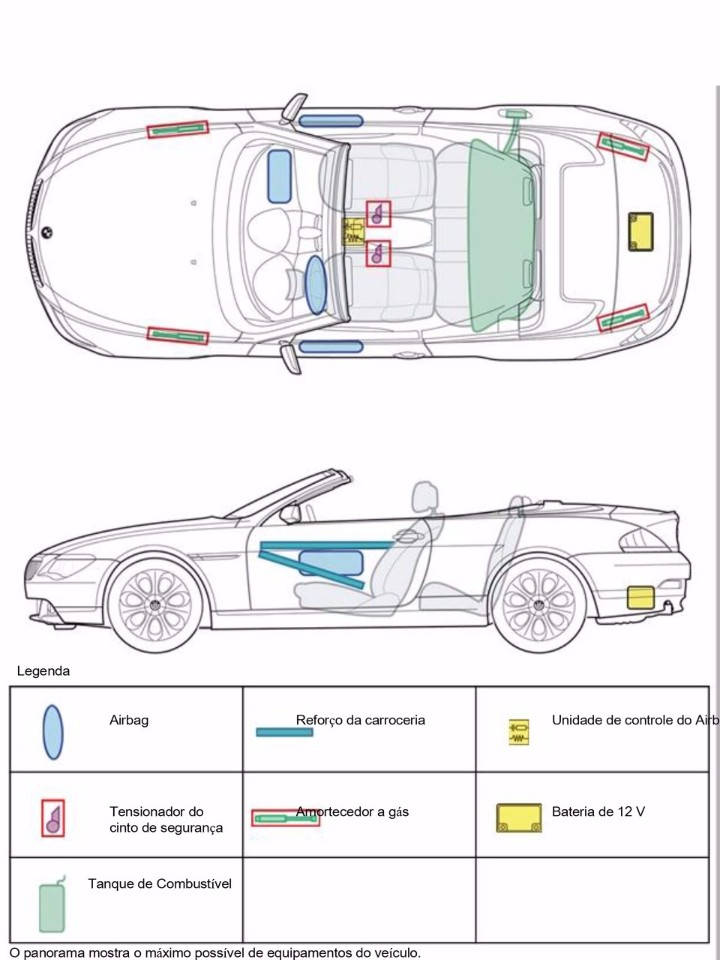 Legenda
Airbag
Reforço da carroceria
Unidade de controle do Airb
Tensionador do
cinto de segurança
Amortecedor a gás
Bateria de 12 V
Tanque de Combustível
O panorama mostra o máximo possível de equipamentos do veículo.